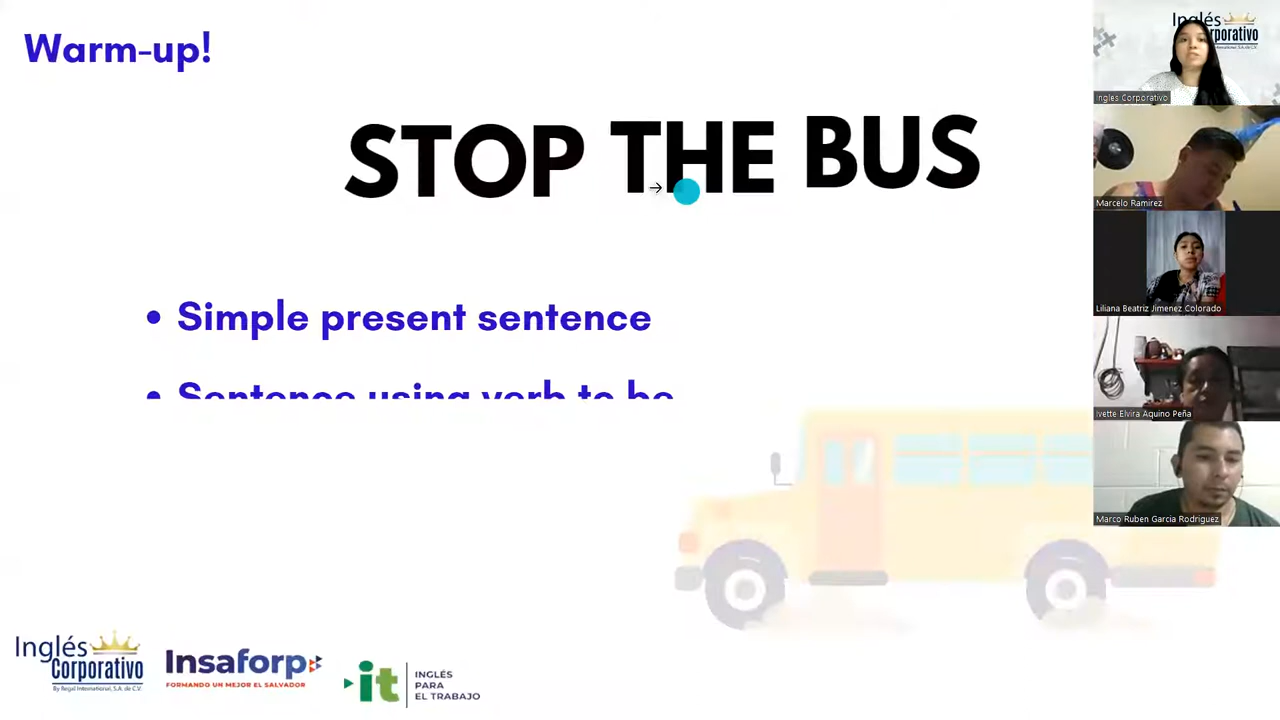 Warm-up!
STOP THE BUS
• Simple present sentence
• Sentence using verb to be
Inglés
Corporativo
By Regal International, S.A. de C.V.
Insaforp
FORMANDO UN MEJOR EL SALVADOR
it
INGLÉS
PARA
EL TRABAJO
Inglés
Corporativo
Ingles Corporativo
Marcelo Ramirez
Liliana Beatriz Jimenez Colorado
Ivette Elvira Aquino Peña
Marco Ruben Garcia Rodriguez